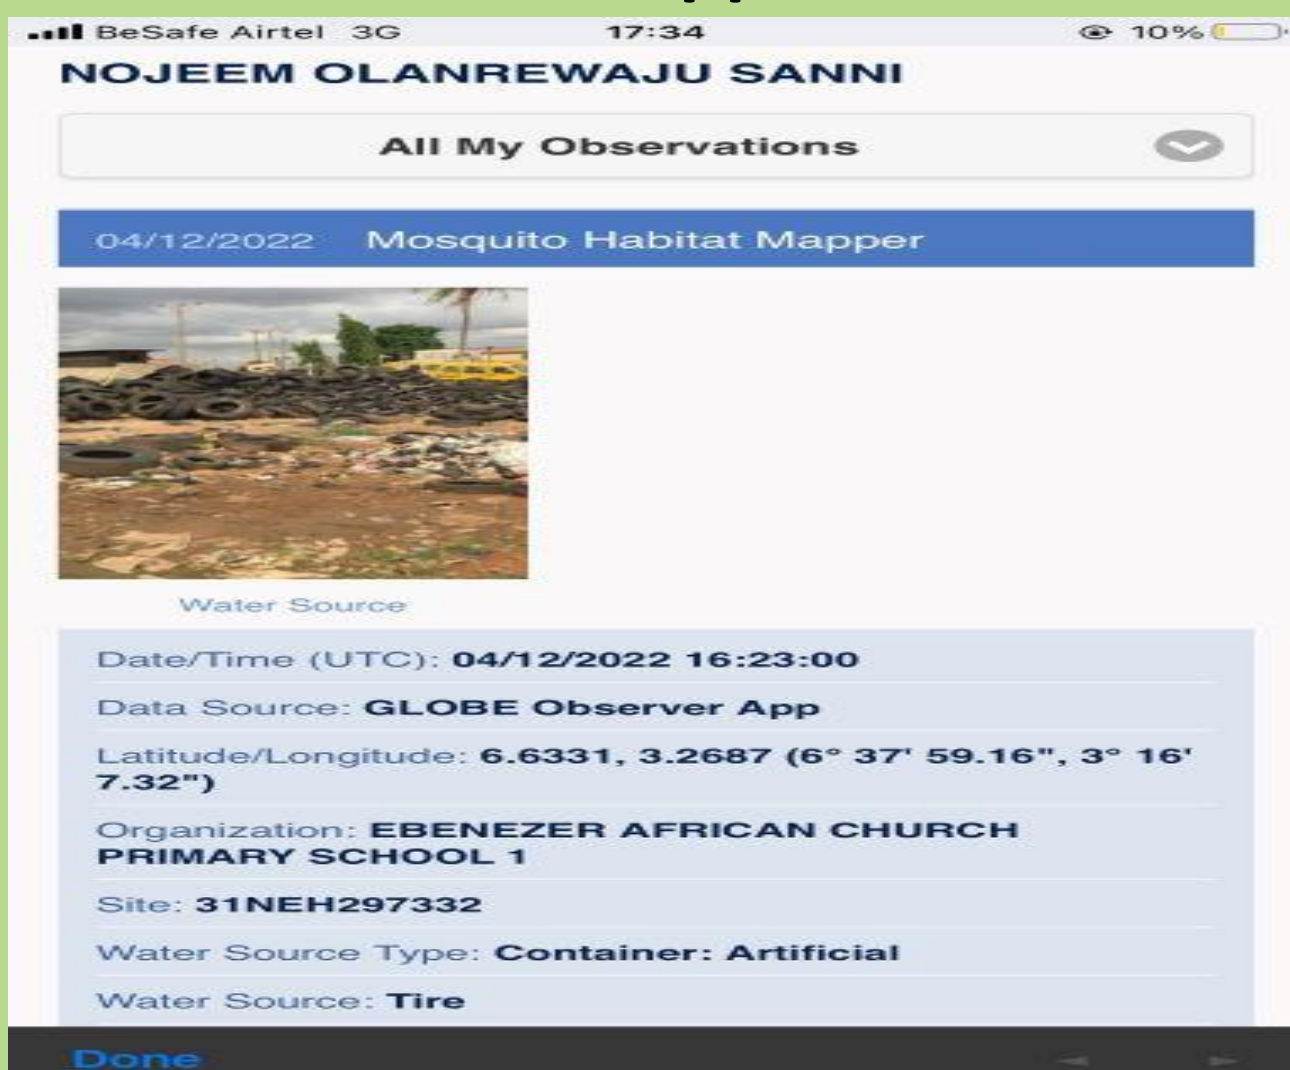 BeSafe Airtel 3G 17:34 10%
NOJEEM OLANREWAJU SANNI
All My Observations
04/12/2022 Mosquito Habitat Mapper
Water Source
Date/Time (UTC): 04/12/2022 16:23:00
Data Source: GLOBE Observer App
Latitude/Longitude: 6.6331, 3.2687 (6° 37' 59.16", 3° 16'
7.32")
Organization: EBENEZER AFRICAN CHURCH
PRIMARY SCHOOL 1
Site: 31NEH297332
Water Source Type: Container: Artificial
Water Source: Tire
Done